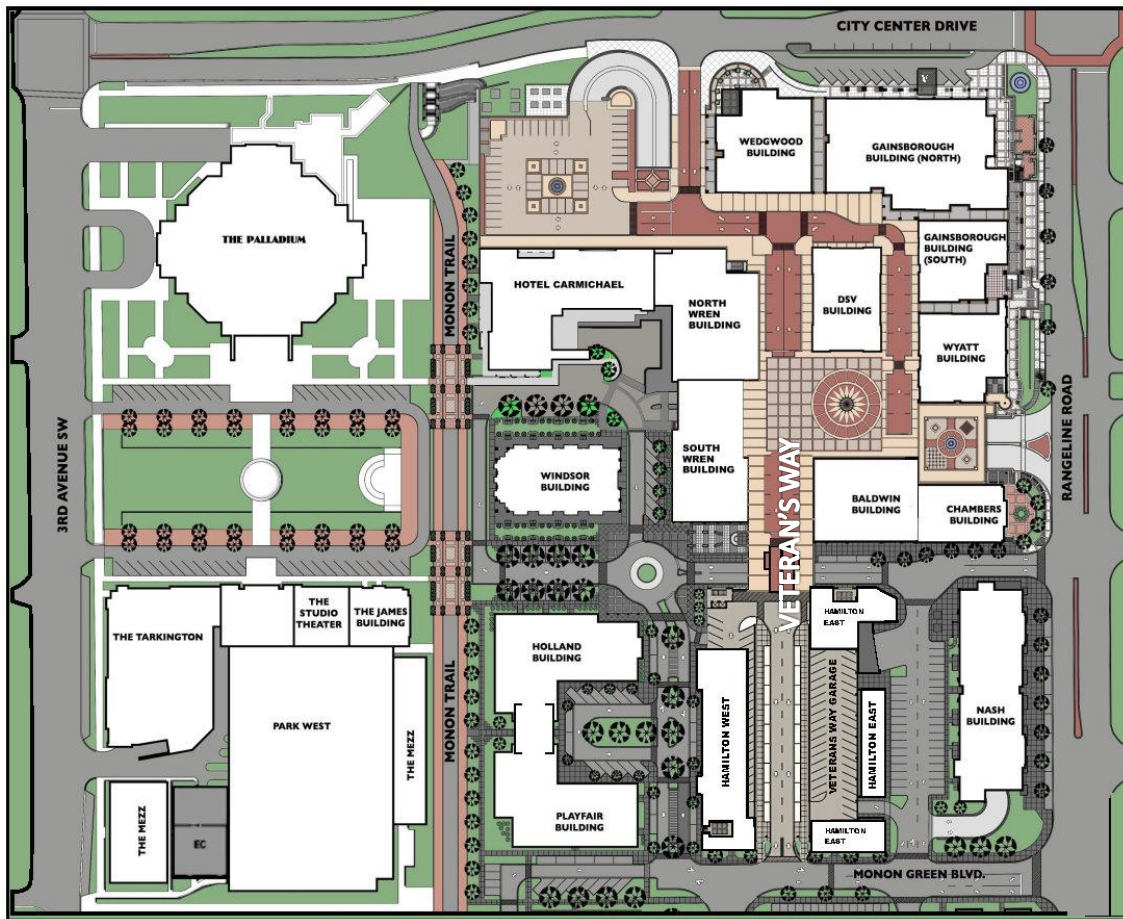 CITY CENTER DRIVE
WEDGWOOD
BUILDING
GAINSBOROUGH
BUILDING (NORTH)
THE PALLADIUM
MONON TRAIL
HOTEL CARMICHAEL
NORTH
WREN
BUILDING
DSV
BUILDING
GAINSBOROUGH
BUILDING
(SOUTH)
WYATT
BUILDING
3RD AVENUE SW
RANGELINE ROAD
WINDSOR
BUILDING
SOUTH
WREN
BUILDING
VETERAN'S WAY
BALDWIN
BUILDING
CHAMBERS
BUILDING
THE TARKINGTON
THE
STUDIO
THEATER
THE JAMES
BUILDING
HOLLAND
BUILDING
HAMILTON
EAST
PARK WEST
THE MEZZ
MONON TRAIL
HAMILTON WEST
VETERANS WAY GARAGE
HAMILTON EAST
NASH
BUILDING
THE MEZZ
EC
PLAYFAIR
BUILDING
HAMILTON
EAST
MONON GREEN BLVD.